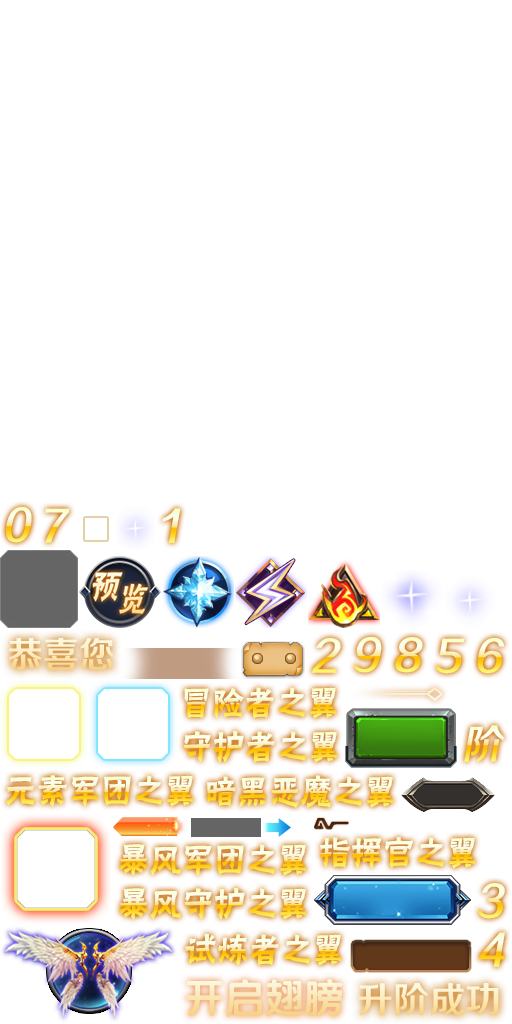 07
1
预览
恭喜您
29856
冒险者之翼
守护者之翼
阶
元素军团之翼
暗黑恶魔之翼
暴风军团之翼
指挥官之翼
暴风守护之翼
3
试炼者之翼
4
开启翅膀
升阶成功